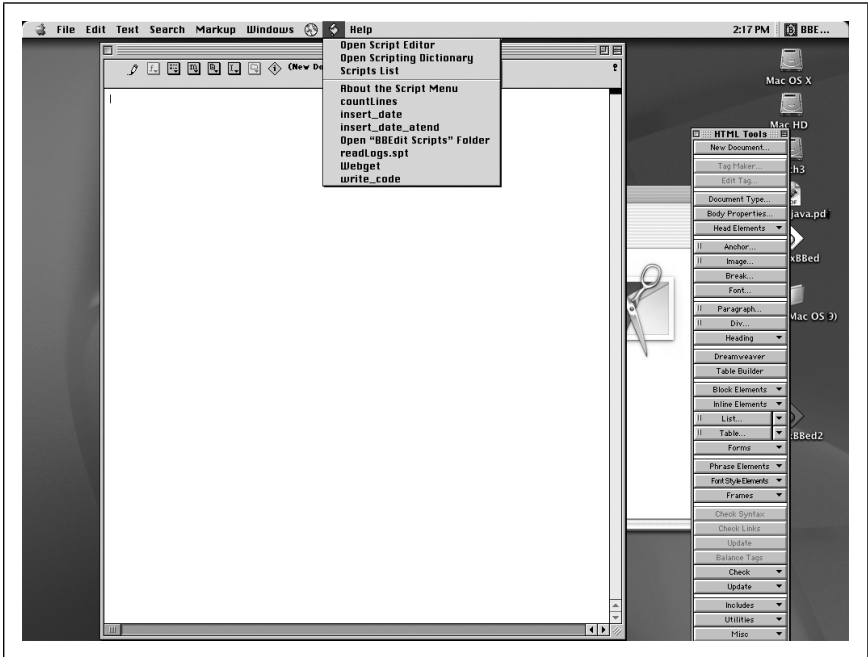 File Edit Text Search Markup Windows Help 2:17 PM BBE...
Open Script Editor
Open Scripting Dictionary
Scripts List
About the Script Menu
countLines
insert_date
insert_date_atend
Open “BBEdit Scripts” Folder
readLogs.spt
Webget
write_code
(New Do
Mac OS X
Mac HD
ch3
java.pd
xBBed
Mac OS 9)
xBBed2
HTML Tools
New Document...
Tag Maker...
Edit Tag...
Document Type...
Body Properties...
Head Elements
Anchor...
Image...
Break...
Font...
Paragraph...
Div...
Heading
Dreamweaver
Table Builder
Block Elements
Inline Elements
List...
Table...
Forms
Phrase Elements
Font Style Elements
Frames
Check Syntax
Check Links
Update
Balance Tags
Check
Update
Includes
Utilities
Misc